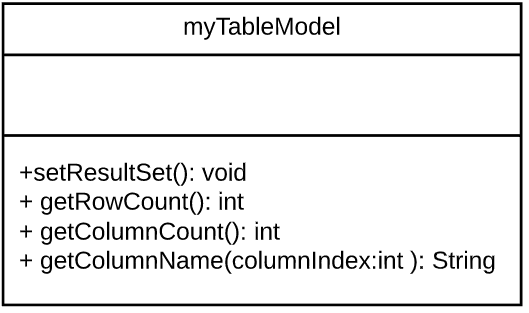 myTableModel
+setResultSet(): void
+ getRowCount(): int
+ getColumnCount(): int
+ getColumnName(columnIndex:int ): String